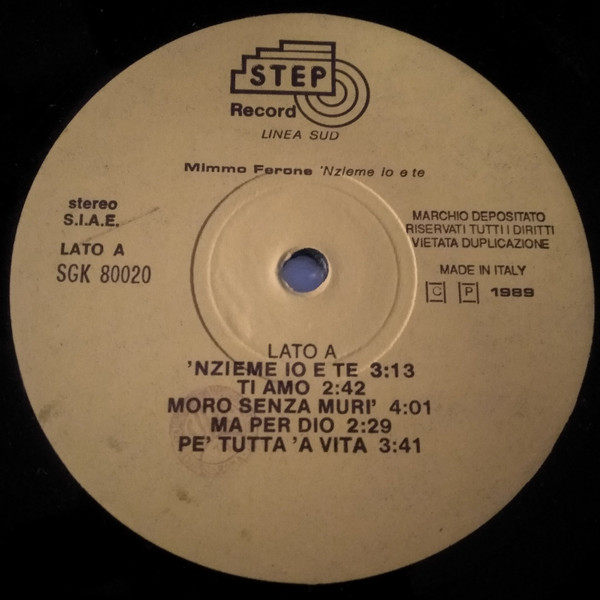 STEP
Record
LINEA SUD
Mimmo Ferone 'Nzieme Io e te
stereo
S.I.A.E.
LATO A
SGK 80020
MARCHIO DEPOSITATO
RISERVATI TUTTI I DIRITTI
VIETATA DUPLICAZIONE
MADE IN ITALY
C P 1989
LATO A
'NZIEME IO E TE 3:13
TI AMO 2:42
MORO SENZA MURI' 4:01
MA PER DIO 2:29
PE' TUTTA 'A VITA 3:41